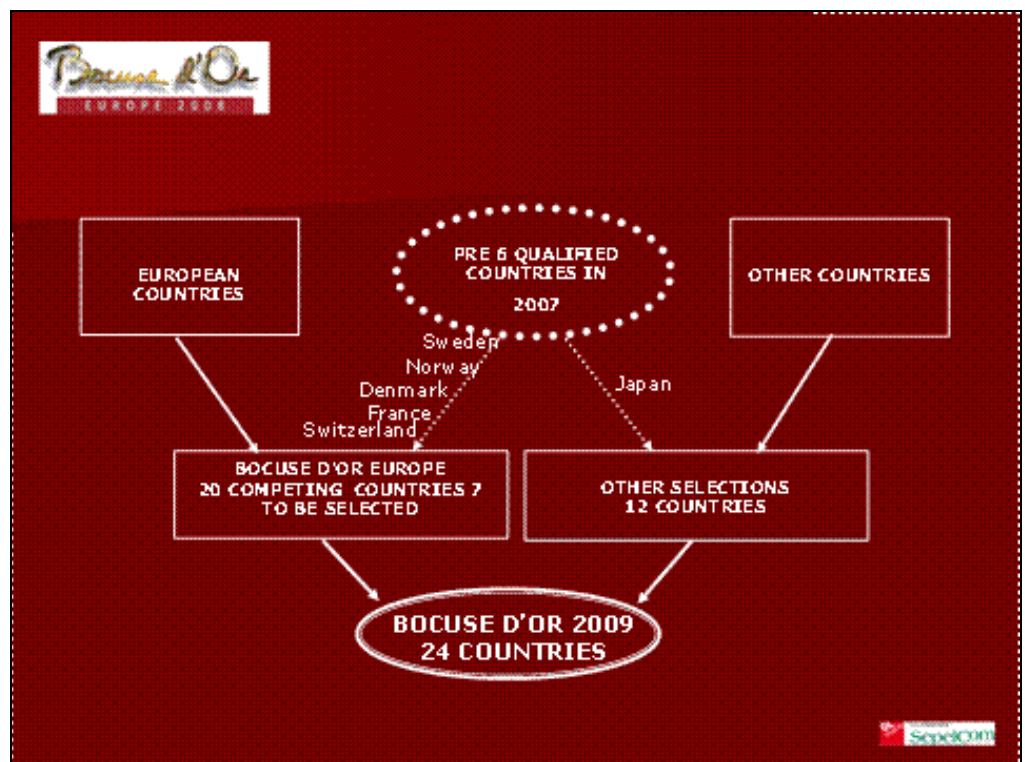 Bocuse d'Or
EUROPE 2008
EUROPEAN
COUNTRIES
PRE 6 QUALIFIED
COUNTRIES IN
2007
OTHER COUNTRIES
Sweden
Norway
Denmark
France
Switzerland
Japan
BOCUSE D'OR EUROPE
20 COMPETING COUNTRIES 7
TO BE SELECTED
OTHER SELECTIONS
12 COUNTRIES
BOCUSE D'OR 2009
24 COUNTRIES
Sepelcom